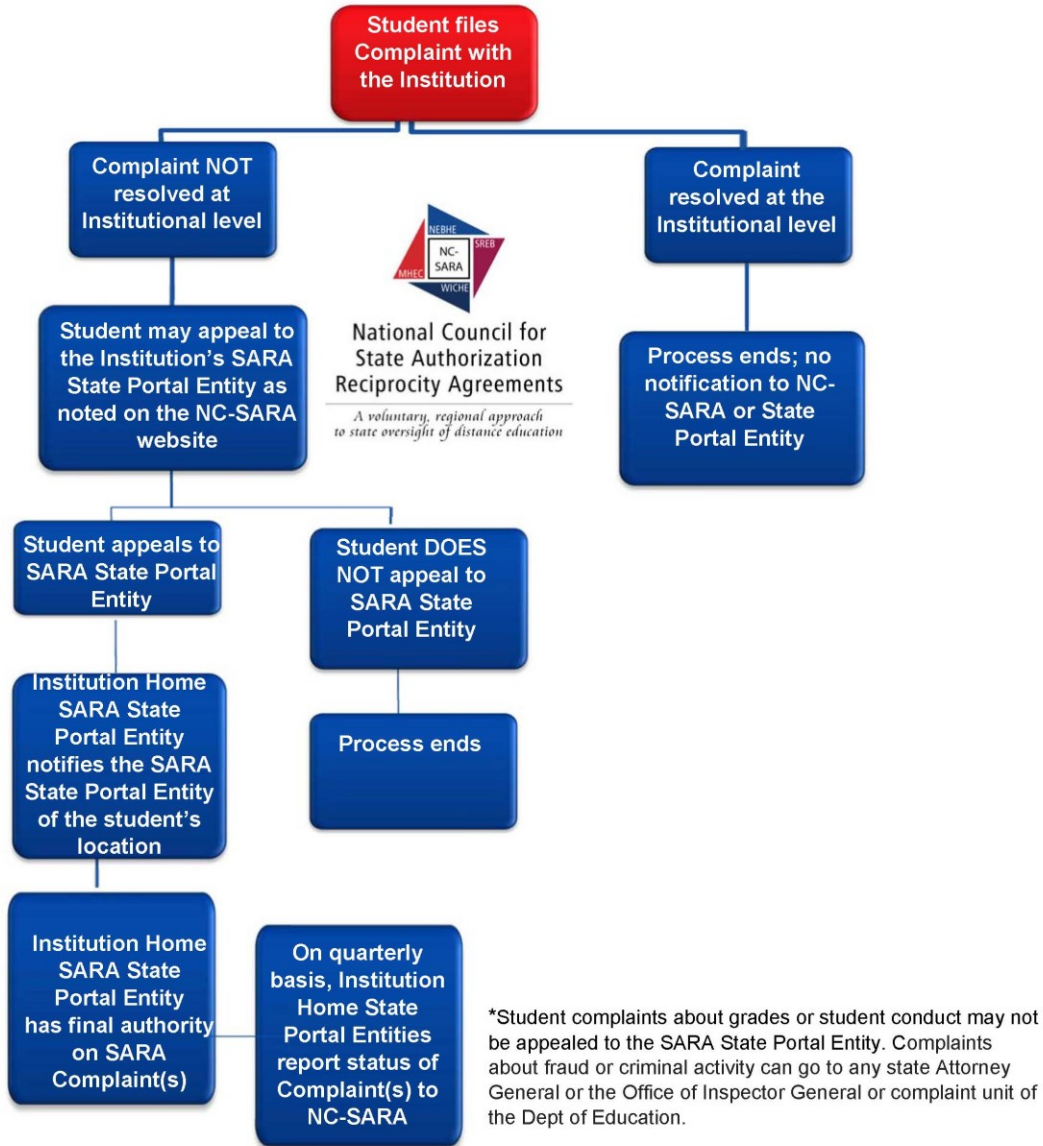 Student files
Complaint with
the Institution
Complaint NOT
resolved at
Institutional level
Complaint
resolved at the
Institutional level
NEBHE
SREB
NC-
SARA
MHEC
WICHE
National Council for
State Authorization
Reciprocity Agreements
A voluntary, regional approach
to state oversight of distance education
Student may appeal to
the Institution’s SARA
State Portal Entity as
noted on the NC-SARA
website
Process ends; no
notification to NC-
SARA or State
Portal Entity
Student appeals to
SARA State Portal
Entity
Student DOES
NOT appeal to
SARA State
Portal Entity
Institution Home
SARA State
Portal Entity
notifies the SARA
State Portal Entity
of the student’s
location
Process ends
Institution Home
SARA State
Portal Entity
has final authority
on SARA
Complaint(s)
On quarterly
basis, Institution
Home State
Portal Entities
report status of
Complaint(s) to
NC-SARA
*Student complaints about grades or student conduct may not
be appealed to the SARA State Portal Entity. Complaints
about fraud or criminal activity can go to any state Attorney
General or the Office of Inspector General or complaint unit of
the Dept of Education.